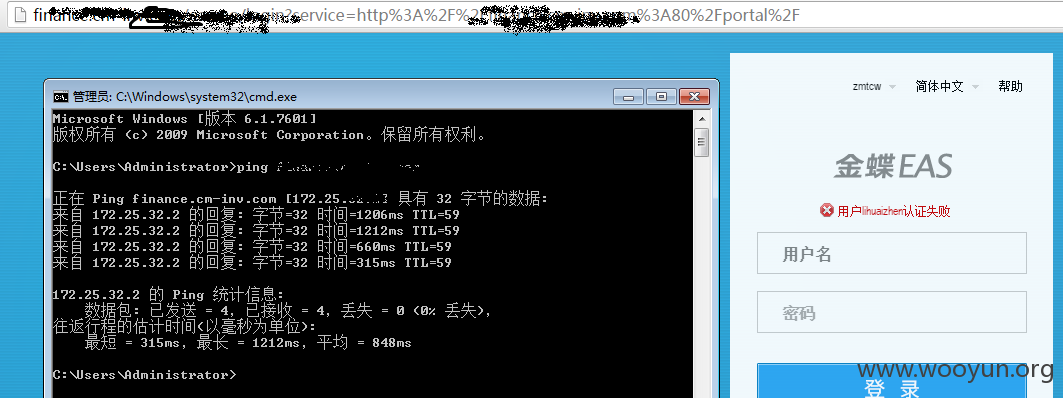 finance.cm-
login?service=http%3A%2F%2
%3A80%2Fportal%2F
管理员: C:\Windows\system32\cmd.exe
Microsoft Windows [版本 6.1.7601]
版权所有 (c) 2009 Microsoft Corporation。保留所有权利。
C:\Users\Administrator>ping
正在 Ping finance.cm-inv.com [172.25.] 具有 32 字节的数据:
来自 172.25.32.2 的回复: 字节=32 时间=1206ms TTL=59
来自 172.25.32.2 的回复: 字节=32 时间=1212ms TTL=59
来自 172.25.32.2 的回复: 字节=32 时间=660ms TTL=59
来自 172.25.32.2 的回复: 字节=32 时间=315ms TTL=59
172.25.32.2 的 Ping 统计信息:
数据包: 已发送 = 4, 已接收 = 4, 丢失 = 0 (0% 丢失),
往返行程的估计时间(以毫秒为单位):
最短 = 315ms, 最长 = 1212ms, 平均 = 848ms
C:\Users\Administrator>
zmtcw 简体中文 帮助
金蝶EAS
用户lihuaizhen认证失败
用户名
密码
登 录
www.wooyun.org